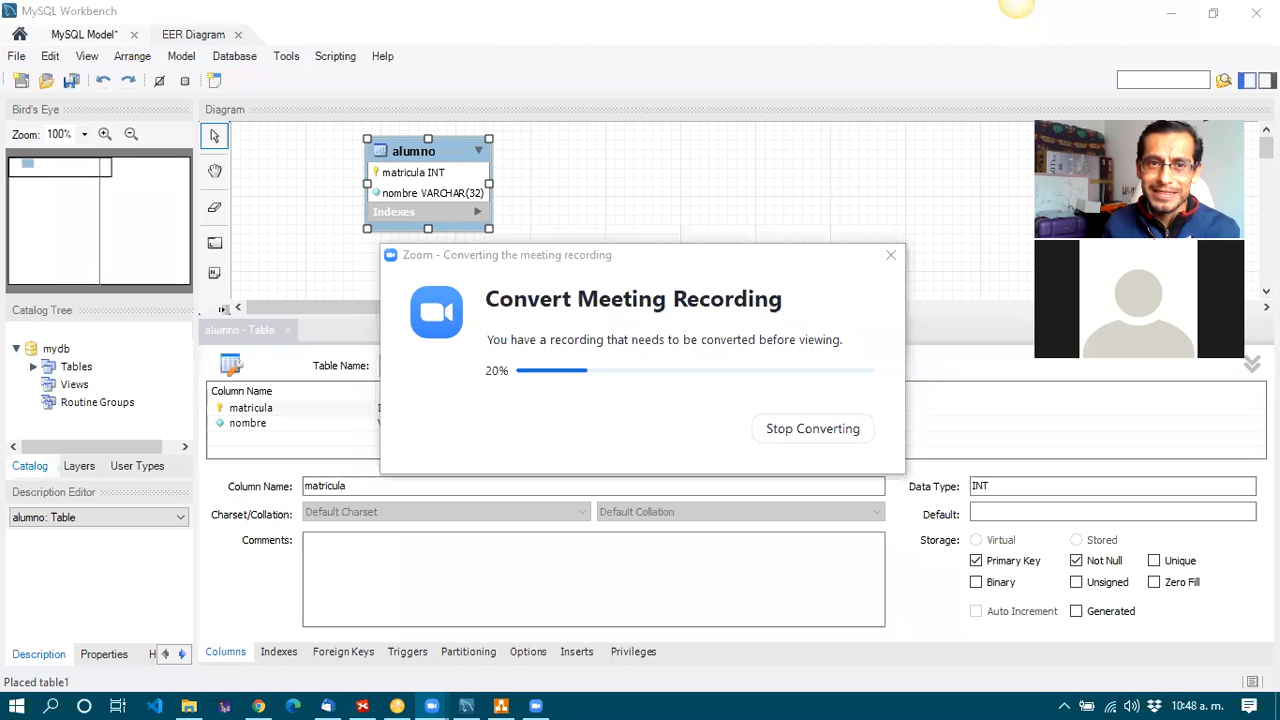 MySQL Workbench
MySQL Model*
EER Diagram
File Edit View Arrange Model Database Tools Scripting Help
Bird's Eye
Diagram
Zoom: 100%
alumno
matricula INT
nombre VARCHAR(32)
Indexes
Zoom - Converting the meeting recording
Convert Meeting Recording
You have a recording that needs to be converted before viewing.
20%
Stop Converting
Catalog Tree
mydb
Tables
Views
Routine Groups
Catalog Layers User Types
Description Editor
alumno: Table
Description Properties H
alumno - Table
Table Name:
Column Name
matricula
nombre
Column Name: matricula
Data Type: INT
Charset/Collation: Default Charset Default Collation
Default:
Comments:
Storage: Virtual Stored
Primary Key Not Null Unique
Binary Unsigned Zero Fill
Auto Increment Generated
Columns Indexes Foreign Keys Triggers Partitioning Options Inserts Privileges
Placed table1
10:48 a. m.